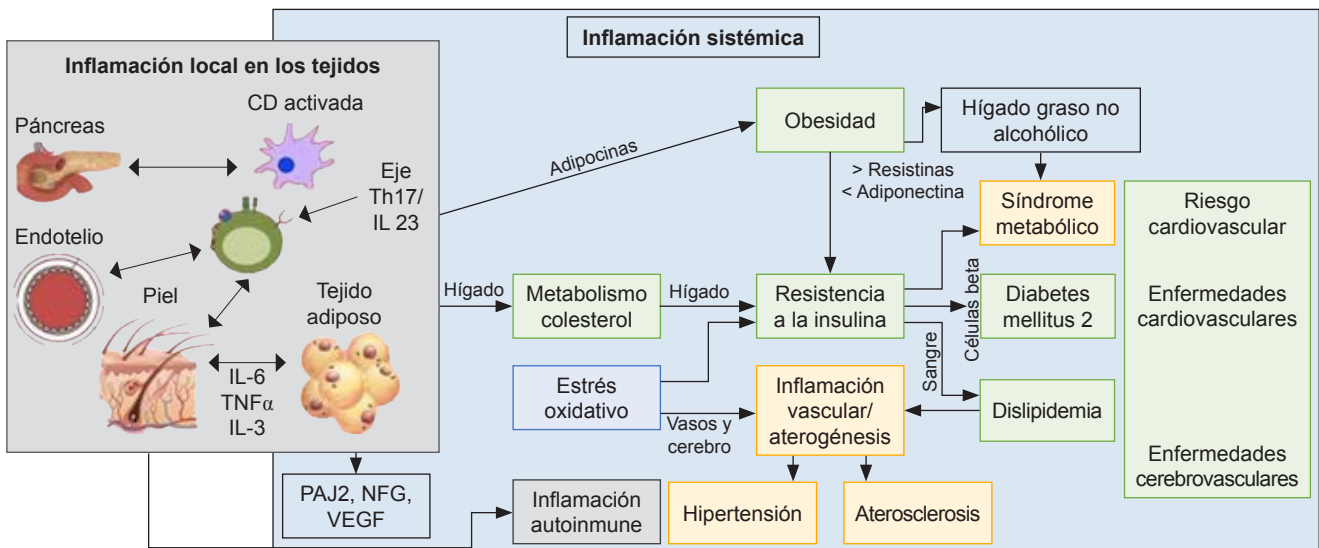 Inflamación sistémica
Inflamación local en los tejidos
CD activada
Páncreas
Eje
Th17/
IL 23
Endotelio
Piel
Tejido
adiposo
IL-6
TNFα
IL-3
Adipocinas
Obesidad
Hígado graso no
alcohólico
> Resistinas
< Adiponectina
Síndrome
metabólico
Riesgo
cardiovascular
Hígado
Metabolismo
colesterol
Hígado
Resistencia
a la insulina
Células beta
Diabetes
mellitus 2
Enfermedades
cardiovasculares
Estrés
oxidativo
Vasos y
cerebro
Inflamación
vascular/
aterogénesis
Sangre
Dislipidemia
Enfermedades
cerebrovasculares
PAJ2, NFG,
VEGF
Inflamación
autoinmune
Hipertensión
Aterosclerosis